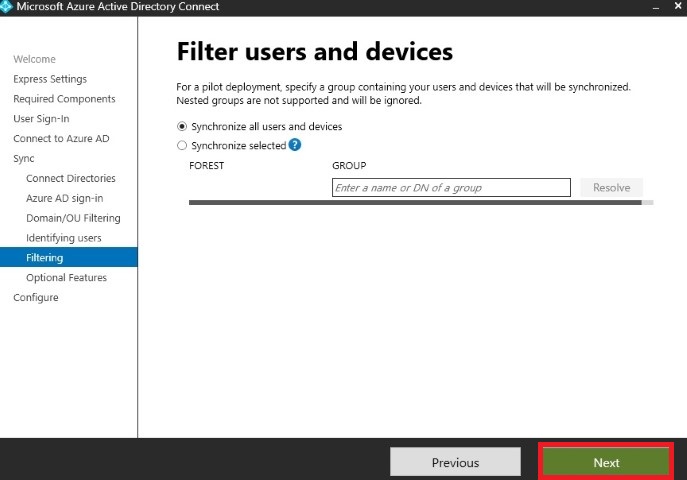 Microsoft Azure Active Directory Connect
Welcome
Express Settings
Required Components
User Sign-In
Connect to Azure AD
Sync
Connect Directories
Azure AD sign-in
Domain/OU Filtering
Identifying users
Filtering
Optional Features
Configure
Filter users and devices
For a pilot deployment, specify a group containing your users and devices that will be synchronized.
Nested groups are not supported and will be ignored.
Synchronize all users and devices
Synchronize selected ?
FOREST GROUP
Enter a name or DN of a group Resolve
Previous Next